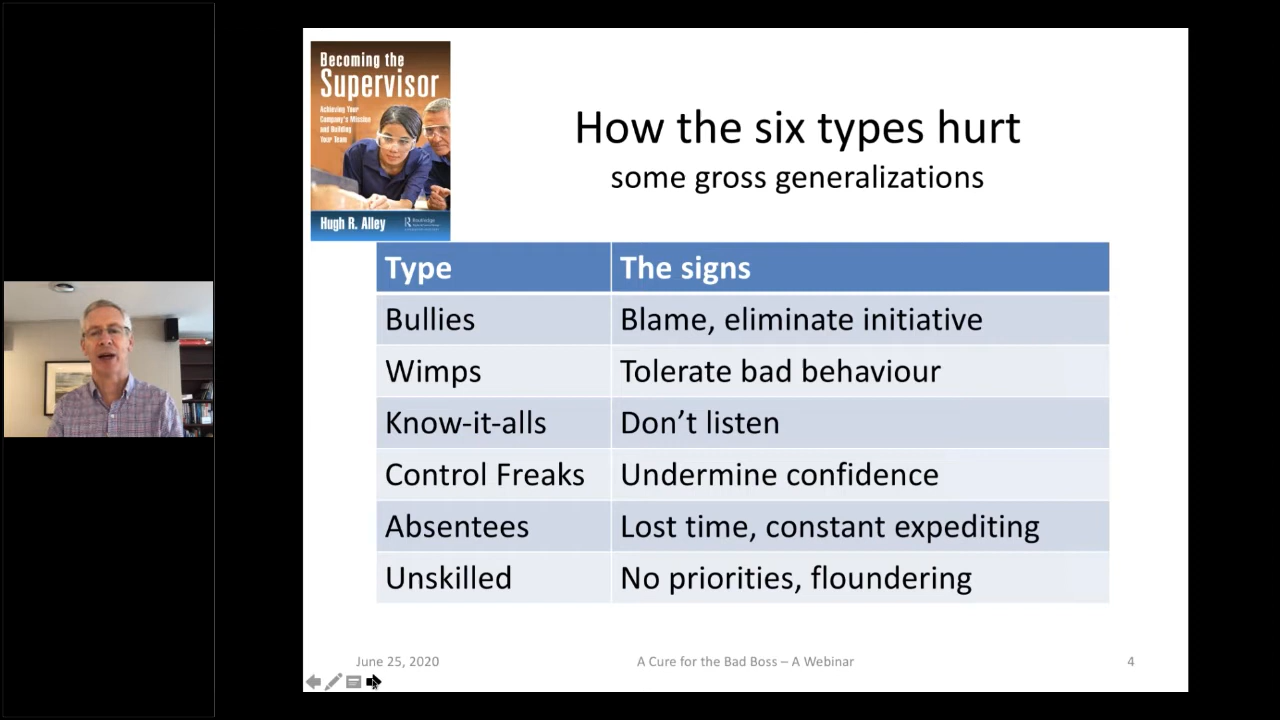 Becoming the
Supervisor
Achieving Your
Company's Mission
and Building
Your Team
Hugh R. Alley
Routledge
How the six types hurt
some gross generalizations
Type The signs
Bullies Blame, eliminate initiative
Wimps Tolerate bad behaviour
Know-it-alls Don't listen
Control Freaks Undermine confidence
Absentees Lost time, constant expediting
Unskilled No priorities, floundering
June 25, 2020 A Cure for the Bad Boss – A Webinar 4